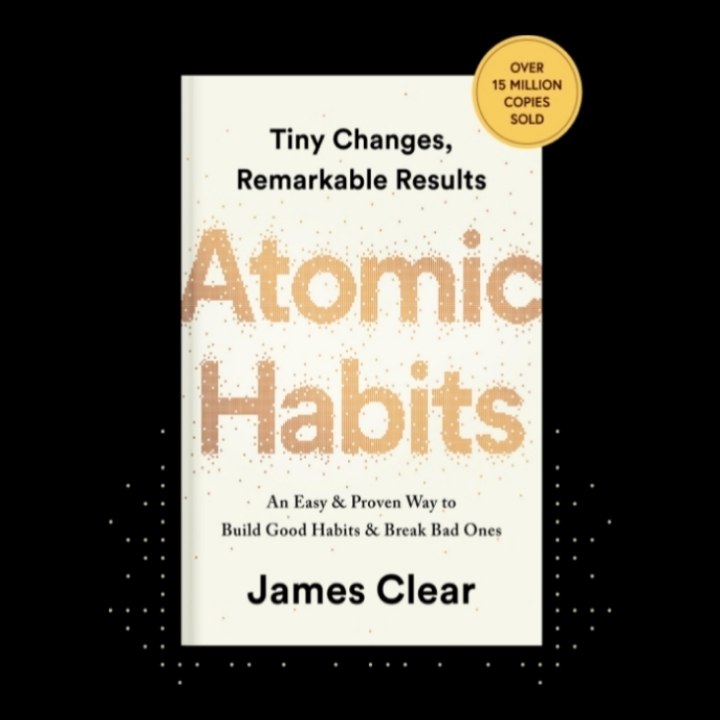 OVER
15 MILLION
COPIES
SOLD
Tiny Changes,
Remarkable Results
Atomic
Habits
An Easy & Proven Way to
Build Good Habits & Break Bad Ones
James Clear